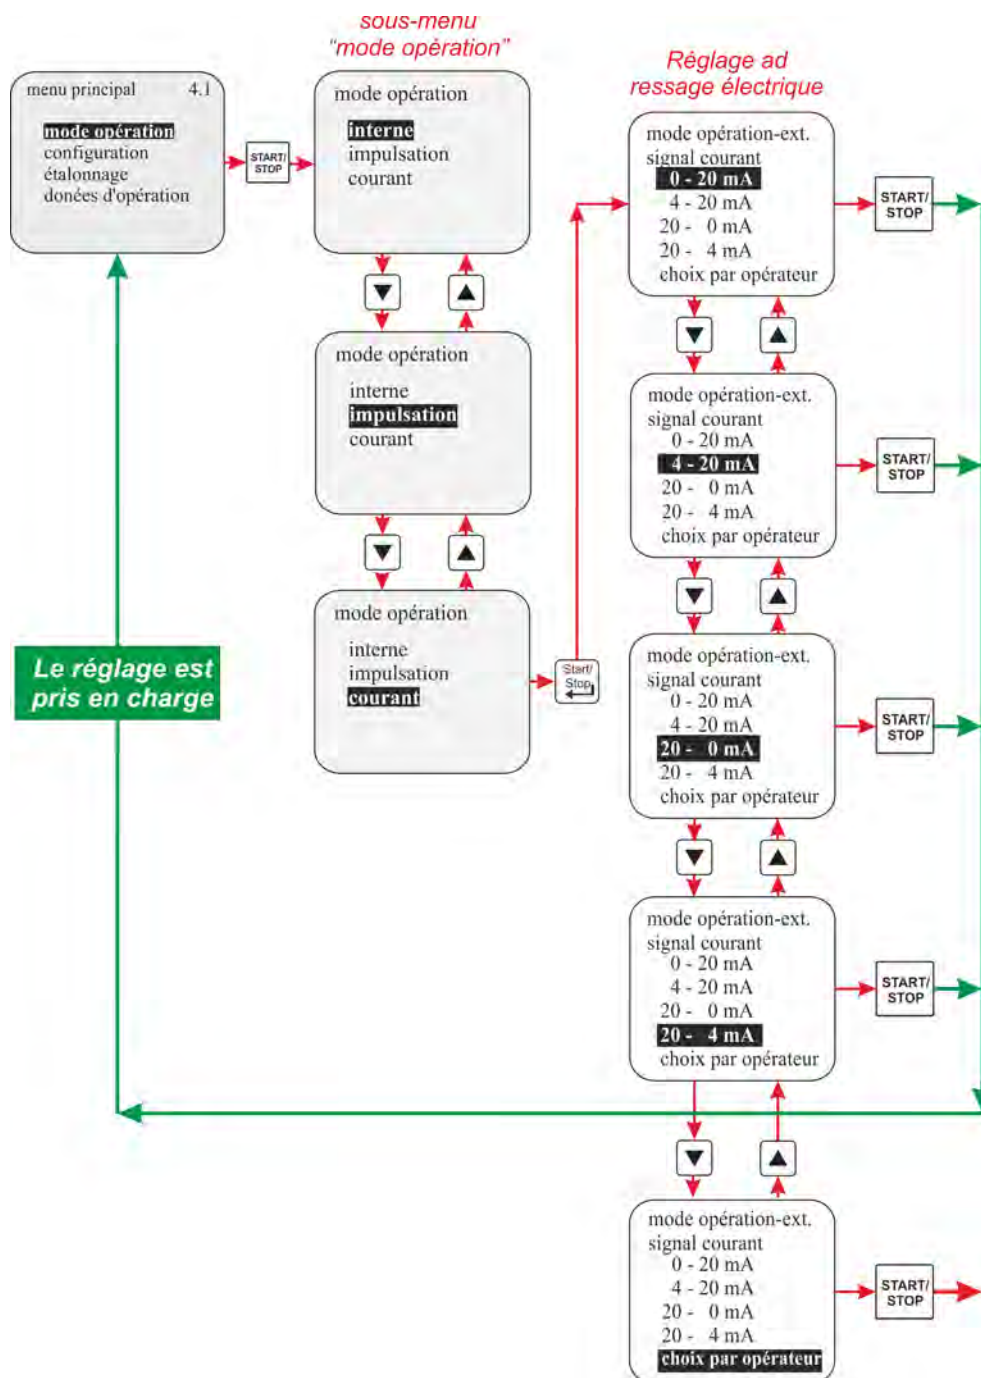 sous-menu
“mode opération”
Réglage ad
ressage électrique
menu principal 4.1
mode opération
configuration
étalonnage
donées d'opération
START/
STOP
mode opération
interne
impulsation
courant
▼ ▲
mode opération
interne
impulsation
courant
▼ ▲
mode opération
interne
impulsation
courant
Start/
Stop
Le réglage est
pris en charge
mode opération-ext.
signal courant
0 - 20 mA
4 - 20 mA
20 - 0 mA
20 - 4 mA
choix par opérateur
START/
STOP
▼ ▲
mode opération-ext.
signal courant
0 - 20 mA
4 - 20 mA
20 - 0 mA
20 - 4 mA
choix par opérateur
START/
STOP
▼ ▲
mode opération-ext.
signal courant
0 - 20 mA
4 - 20 mA
20 - 0 mA
20 - 4 mA
choix par opérateur
START/
STOP
▼ ▲
mode opération-ext.
signal courant
0 - 20 mA
4 - 20 mA
20 - 0 mA
20 - 4 mA
choix par opérateur
START/
STOP
▼ ▲
mode opération-ext.
signal courant
0 - 20 mA
4 - 20 mA
20 - 0 mA
20 - 4 mA
choix par opérateur
START/
STOP